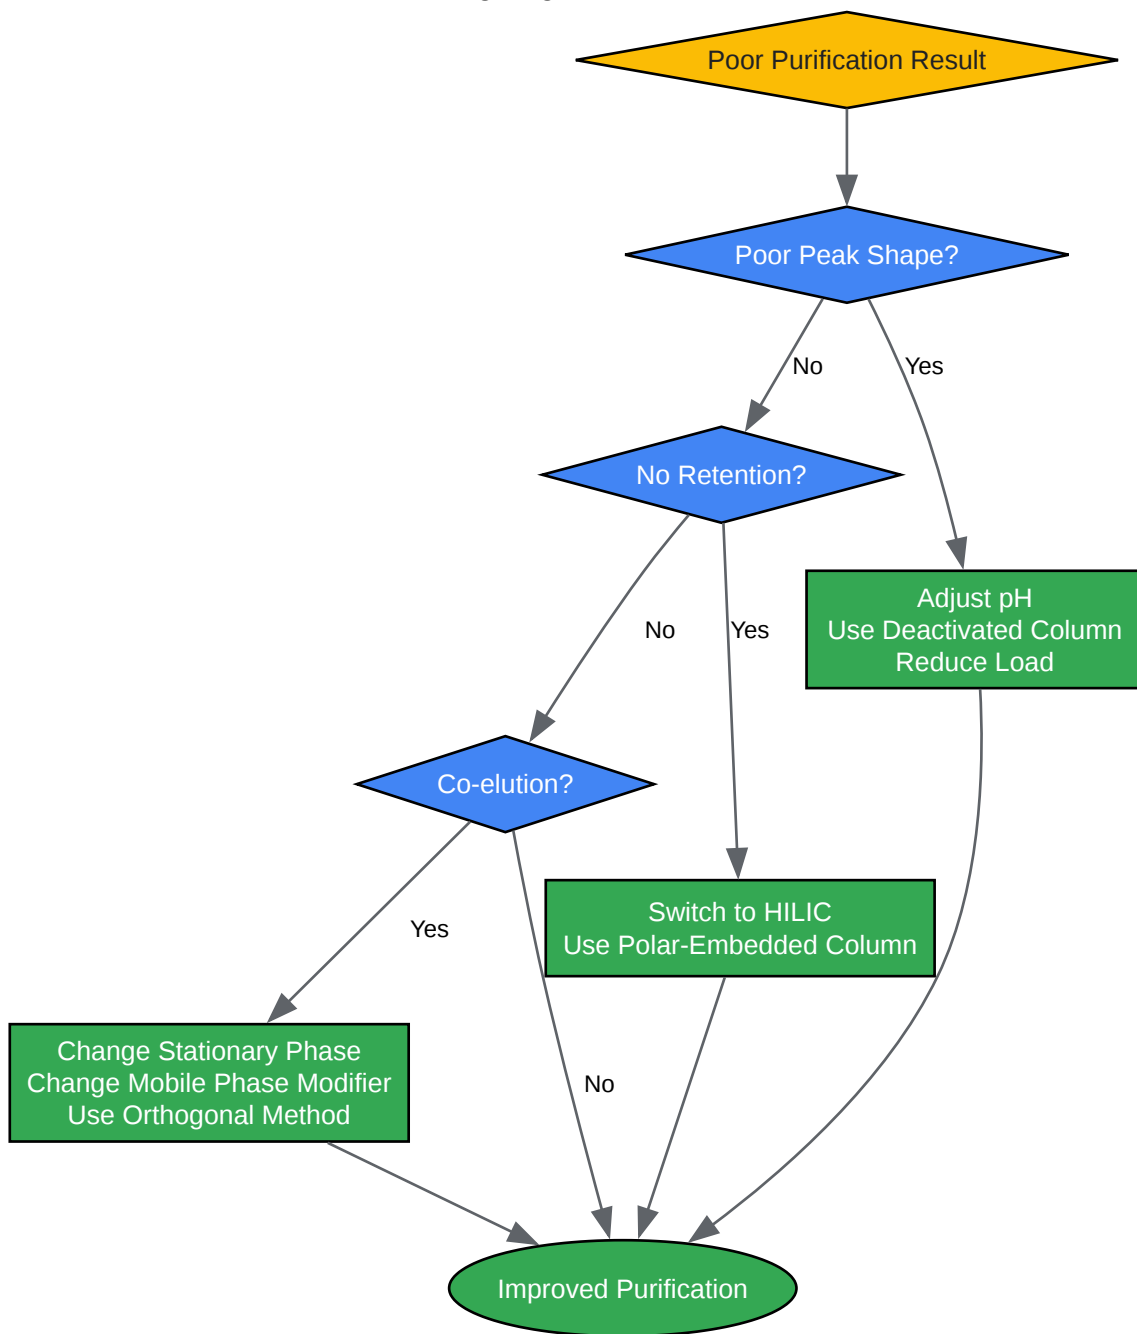 Poor Purification Result
Poor Peak Shape?
No
Yes
No Retention?
Adjust pH
Use Deactivated Column
Reduce Load
No
Yes
Co-elution?
Switch to HILIC
Use Polar-Embedded Column
Yes
Change Stationary Phase
Change Mobile Phase Modifier
Use Orthogonal Method
No
Improved Purification